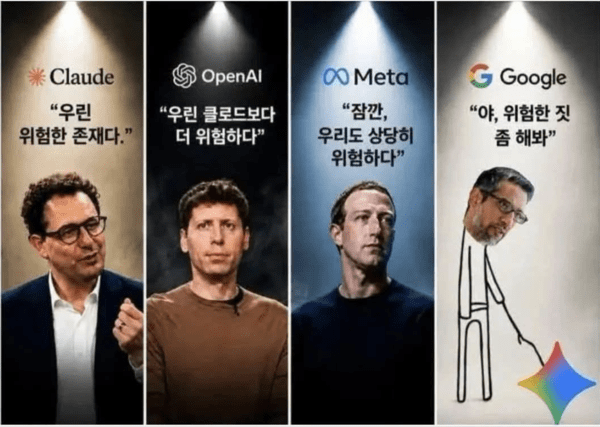 Claude
"우린
위험한 존재다."
OpenAI
"우린 클로드보다
더 위험하다"
Meta
"잠깐,
우리도 상당히
위험하다"
Google
"야, 위험한 짓
좀 해봐"